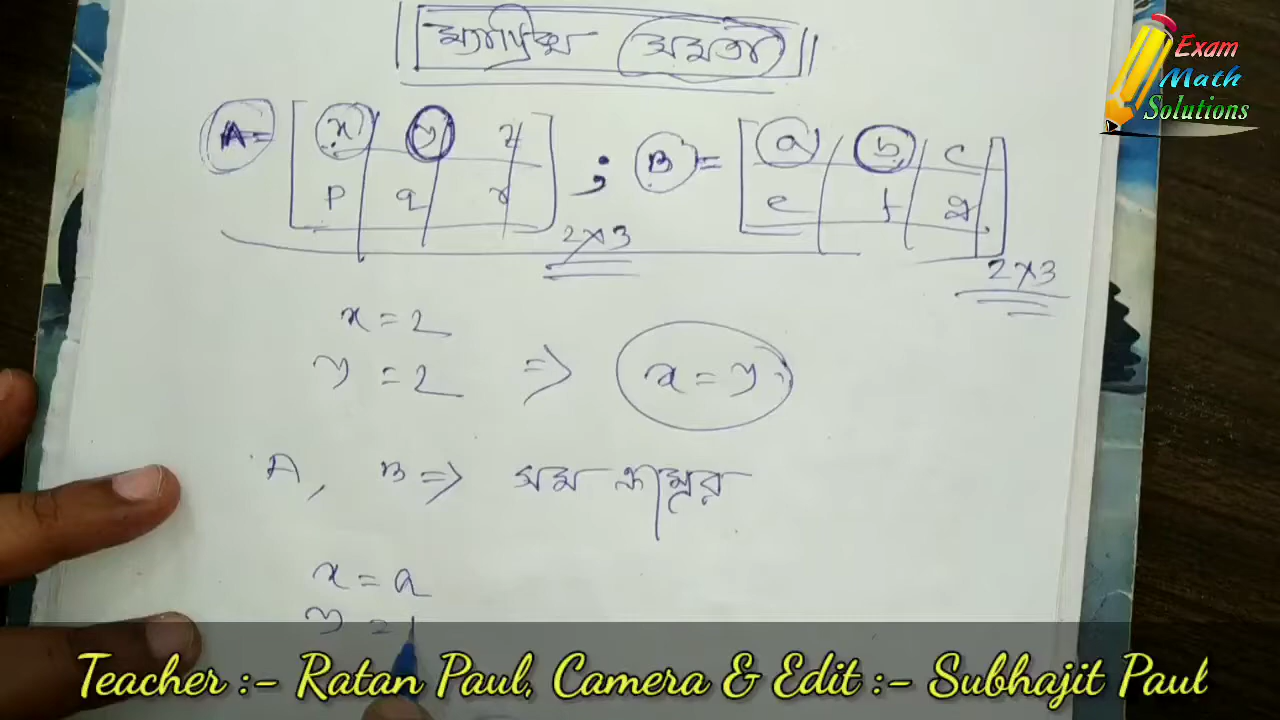 ম্যাট্রিক্স সমতা
Exam
Math
Solutions
A = [ x y z ; B = [ a b c
p q r ] 2×3 e f g ] 2×3
x = 2
y = 2 ⇒ x = y
A, B ⇒ সম ক্রমের
x = a
y =
Teacher :- Ratan Paul, Camera & Edit :- Subhajit Paul